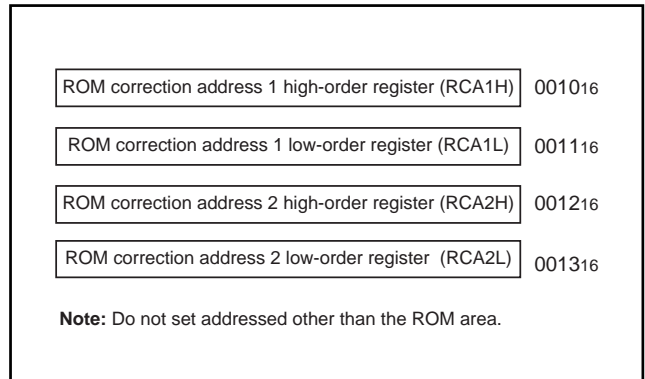 ROM correction address 1 high-order register (RCA1H) 001016
ROM correction address 1 low-order register (RCA1L) 001116
ROM correction address 2 high-order register (RCA2H) 001216
ROM correction address 2 low-order register (RCA2L) 001316
Note: Do not set addressed other than the ROM area.